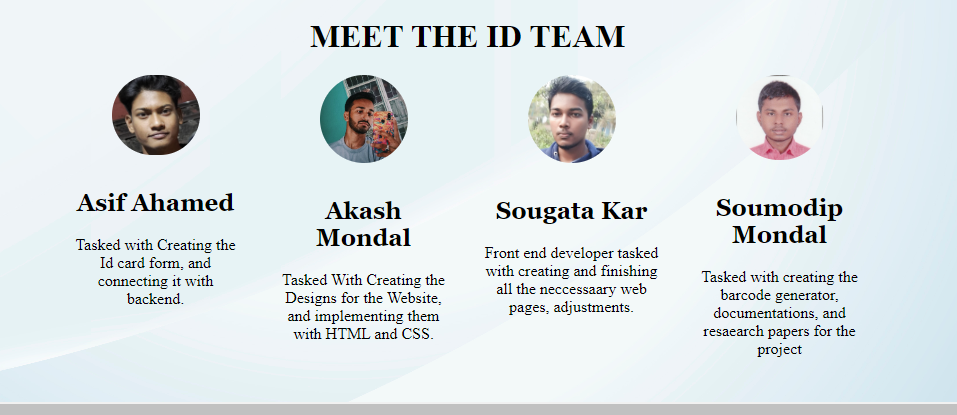 MEET THE ID TEAM
Asif Ahamed
Tasked with Creating the
Id card form, and
connecting it with
backend.
Akash
Mondal
Tasked With Creating the
Designs for the Website,
and implementing them
with HTML and CSS.
Sougata Kar
Front end developer tasked
with creating and finishing
all the neccessaary web
pages, adjustments.
Soumodip
Mondal
Tasked with creating the
barcode generator,
documentations, and
resaearch papers for the
project